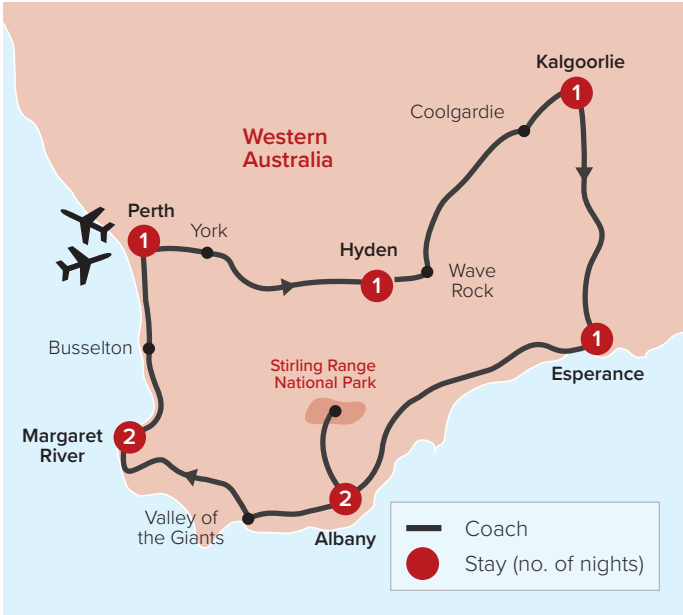 Kalgoorlie
1
Coolgardie
Western
Australia
Perth
1
York
Hyden
1
Wave
Rock
Busselton
1
Esperance
Stirling Range
National Park
Margaret
River
2
2
Albany
Valley of
the Giants
Coach
Stay (no. of nights)